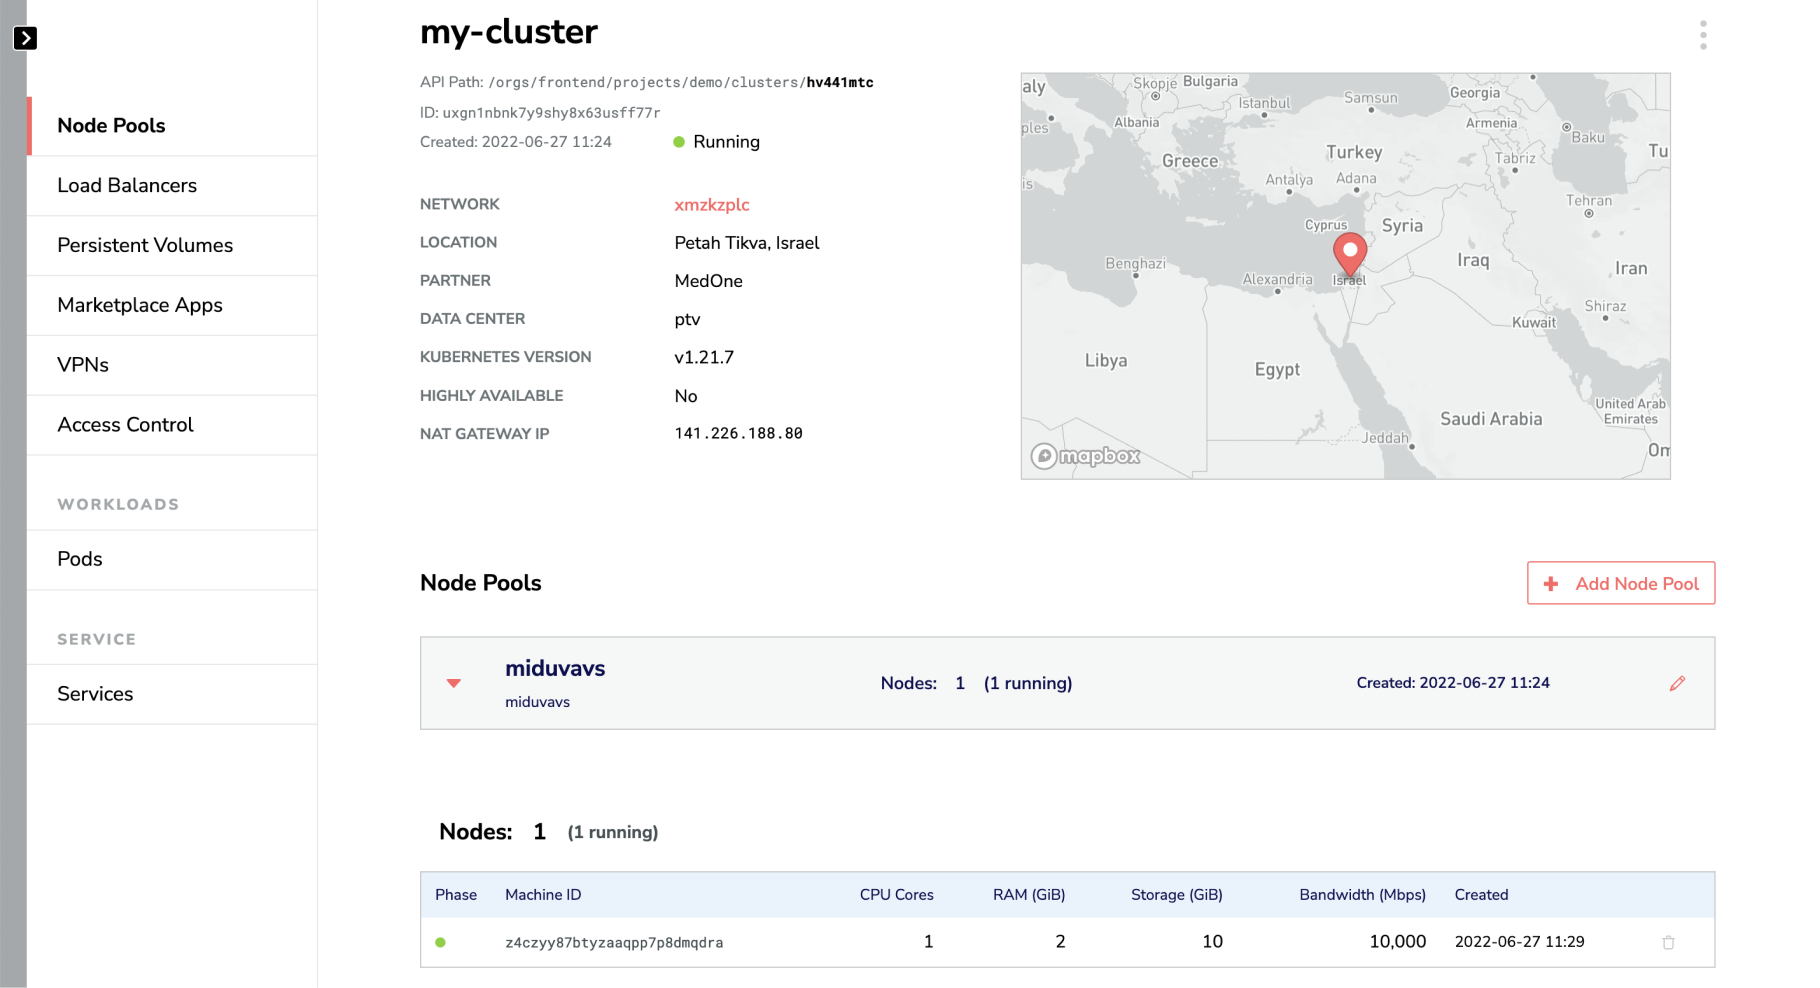 my-cluster
API Path: /orgs/frontend/projects/demo/clusters/hv441mtc
ID: uxgn1nbnk7y9shy8x63usff77r
Created: 2022-06-27 11:24 Running
NETWORK xmzkzplc
LOCATION Petah Tikva, Israel
PARTNER MedOne
DATA CENTER ptv
KUBERNETES VERSION v1.21.7
HIGHLY AVAILABLE No
NAT GATEWAY IP 141.226.188.80
Node Pools
Load Balancers
Persistent Volumes
Marketplace Apps
VPNs
Access Control
WORKLOADS
Pods
SERVICE
Services
aly
Skopje
Bulgaria
Istanbul
Samsun
Georgia
ples
Albania
Armenia
Baku
Greece
Turkey
Tabriz
Tu
is
Antalya
Adana
Tehran
Cyprus
Syria
Benghazi
Alexandria
Israel
Iraq
Iran
Shiraz
Kuwait
Libya
Egypt
United Arab
Emirates
Saudi Arabia
Jeddah
Om
mapbox
Node Pools
Add Node Pool
miduvavs
miduvavs
Nodes: 1 (1 running)
Created: 2022-06-27 11:24
Nodes: 1 (1 running)
Phase Machine ID CPU Cores RAM (GiB) Storage (GiB) Bandwidth (Mbps) Created
z4czyy87btyzaaqpp7p8dmqdra 1 2 10 10,000 2022-06-27 11:29